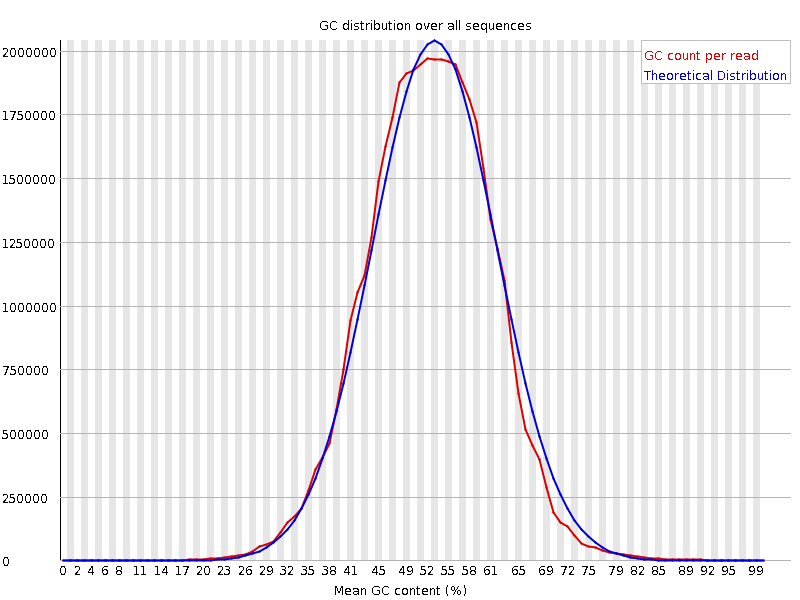 GC distribution over all sequences
GC count per read
Theoretical Distribution
2000000
1750000
1500000
1250000
1000000
750000
500000
250000
0
0 2 4 6 8 11 14 17 20 23 26 29 32 35 38 41 45 49 52 55 58 61 65 69 72 75 79 82 85 89 92 95 99
Mean GC content (%)